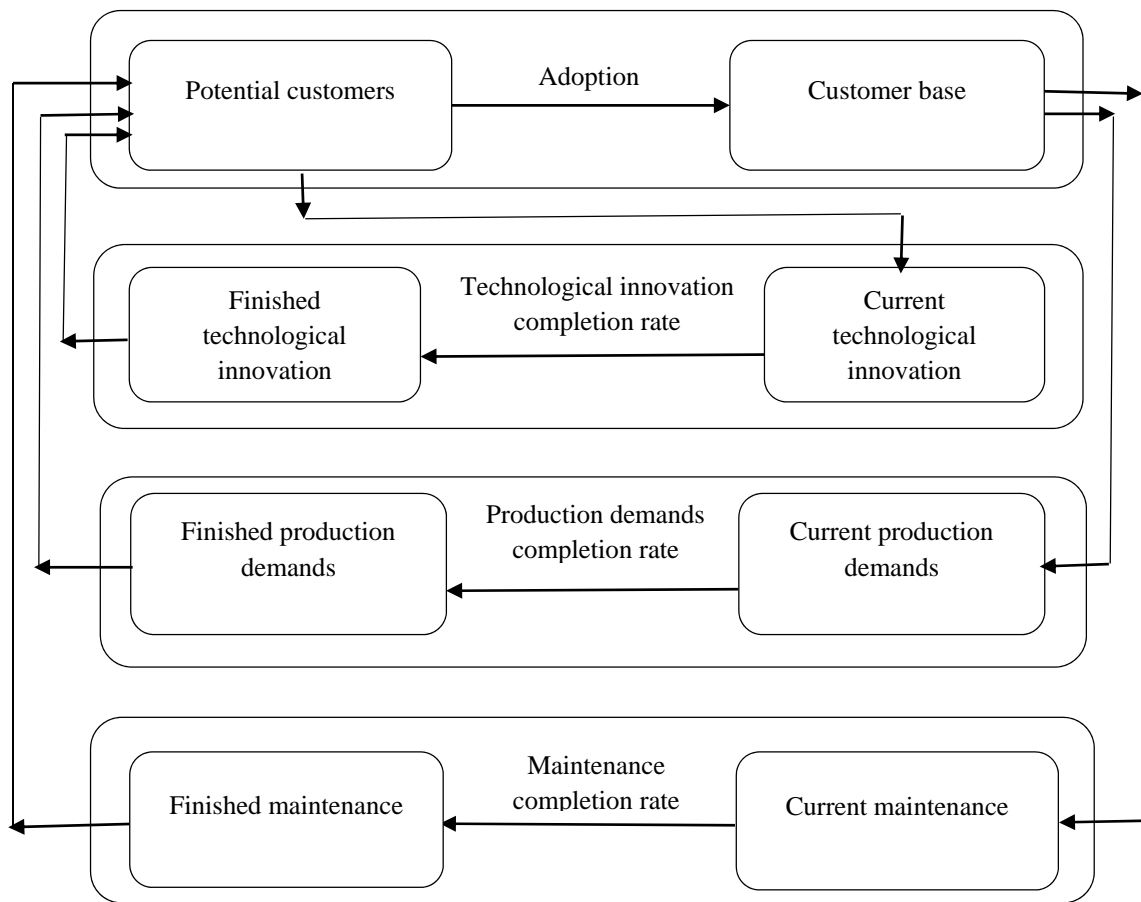 Potential customers
Adoption
Customer base
Finished
technological
innovation
Technological innovation
completion rate
Current
technological
innovation
Finished production
demands
Production demands
completion rate
Current production
demands
Finished maintenance
Maintenance
completion rate
Current maintenance